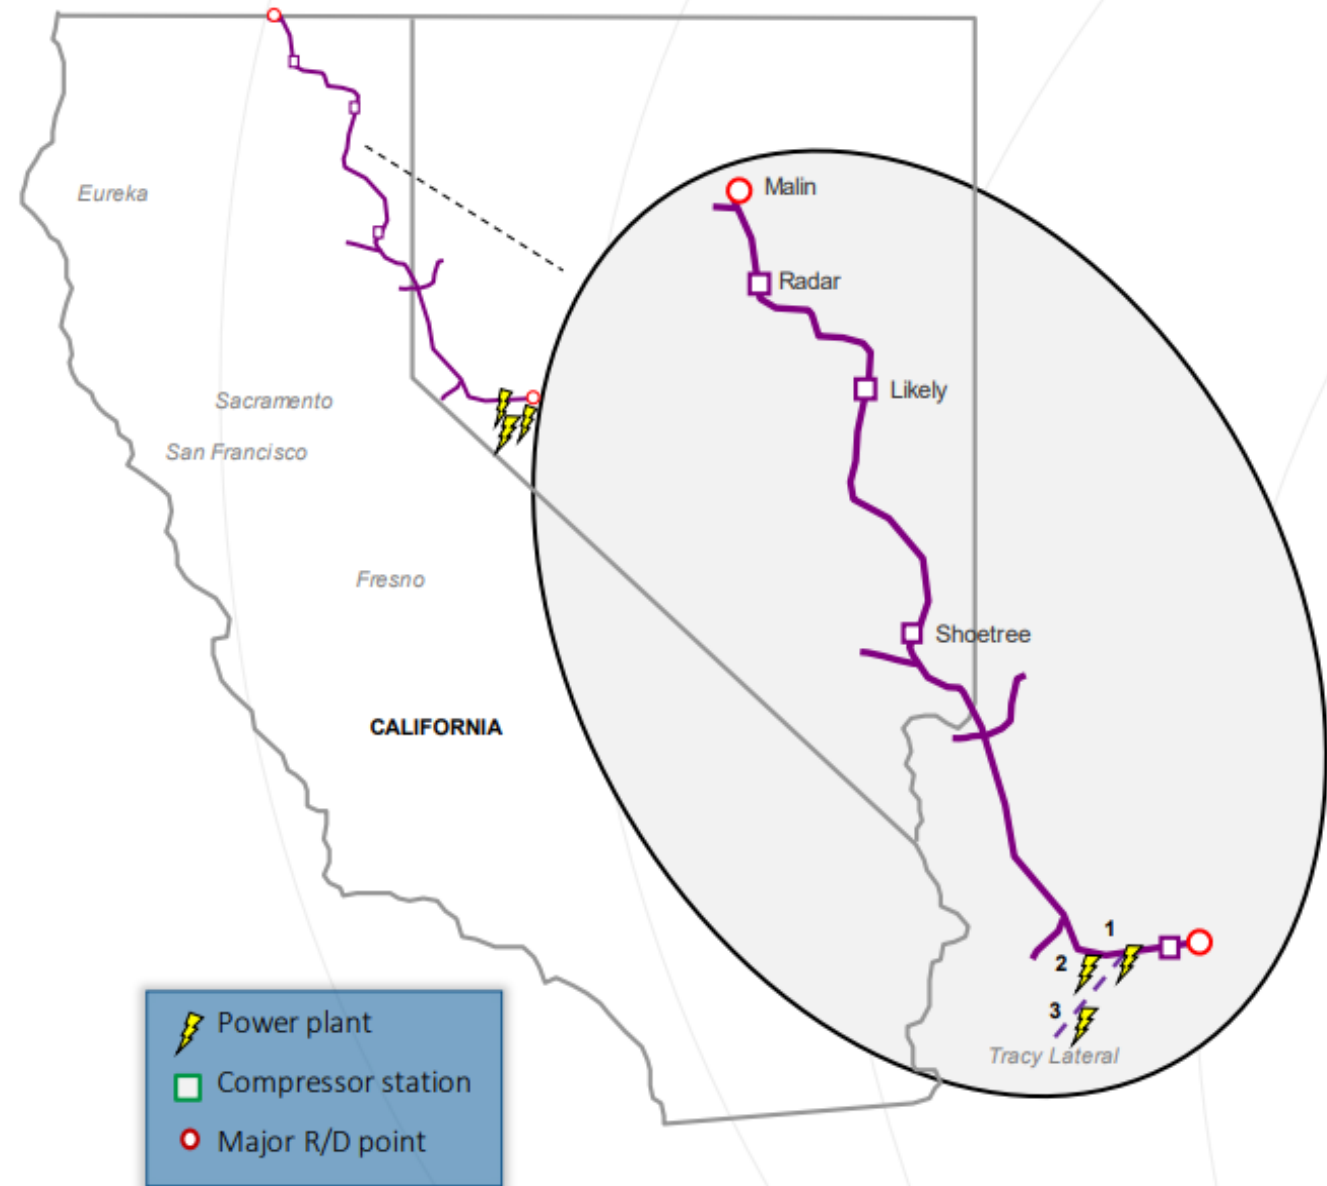 Malin
Eureka
Radar
Likely
Sacramento
San Francisco
Fresno
Shoetree
CALIFORNIA
1
2
3
Tracy Lateral
Power plant
Compressor station
Major R/D point